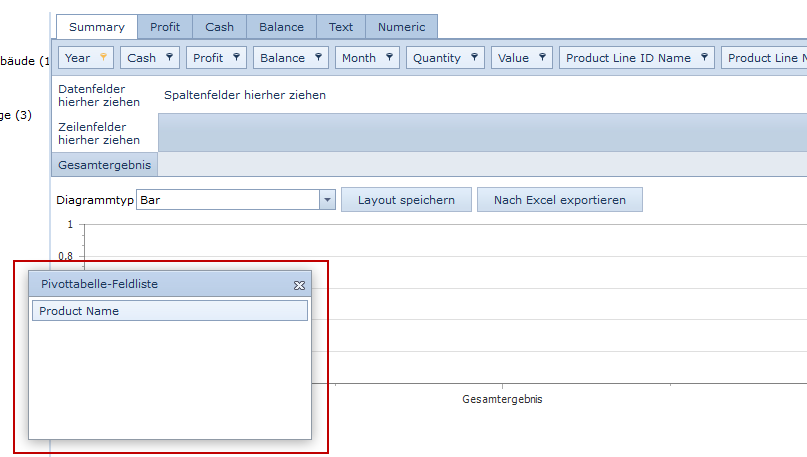 Summary Profit Cash Balance Text Numeric
bäude (1
Year Cash Profit Balance Month Quantity Value Product Line ID Name Product Line N
Datenfelder
hierher ziehen
Spaltenfelder hierher ziehen
ge (3)
Zeilenfelder
hierher ziehen
Gesamtergebnis
Diagrammtyp Bar Layout speichern Nach Excel exportieren
1
0.8
Pivottabelle-Feldliste
Product Name
Gesamtergebnis